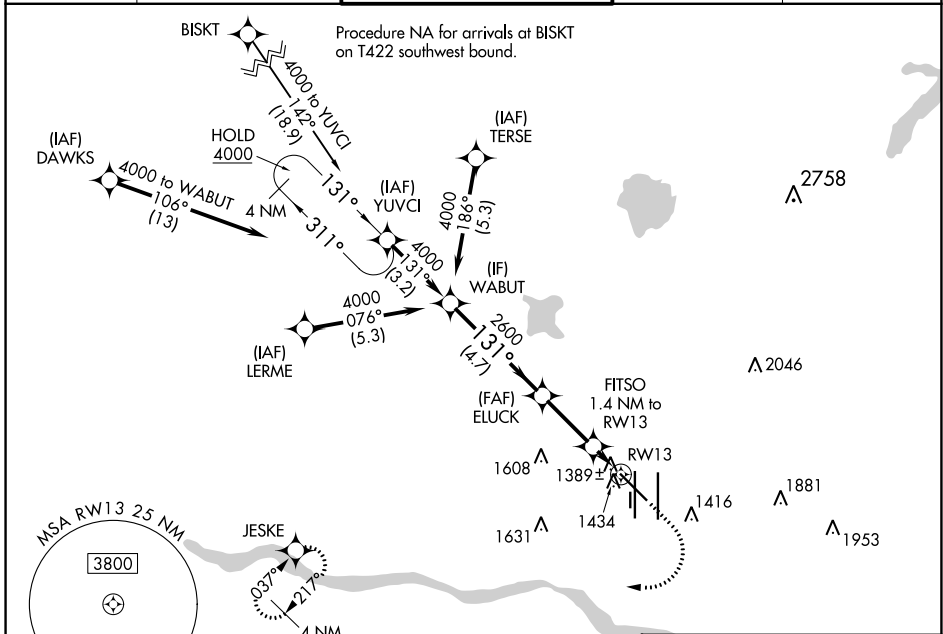 BISKT
Procedure NA for arrivals at BISKT
on T422 southwest bound.
4000 to YUVCI
142°
(18.9)
(IAF)
TERSE
4000
186°
(5.3)
HOLD
4000
(IAF)
DAWKS
4000 to WABUT
106°
(13)
4 NM
131°
311°
(IAF)
YUVCI
4000
131°
(3.2)
2758
(IF)
WABUT
4000
076°
(5.3)
(IAF)
LERME
2600
131°
(4.7)
2046
(FAF)
ELUCK
FITSO
1.4 NM to
RW13
RW13
1608
1389±
1434
1416
1881
1631
1953
MSA RW13 25 NM
3800
JESKE
037°
217°
4 NM